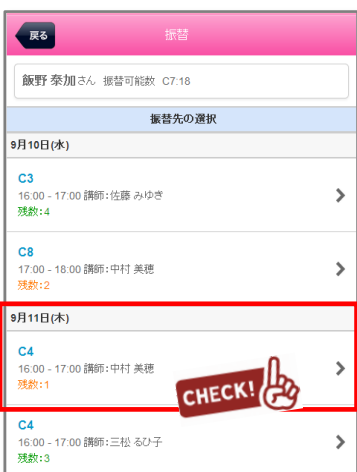 戻る
振替
飯野 泰加さん 振替可能数 C7:18
振替先の選択
9月10日(水)
C3
16:00 - 17:00 講師:佐藤 みゆき
残数:4
C8
17:00 - 18:00 講師:中村 美穂
残数:2
9月11日(木)
C4
16:00 - 17:00 講師:中村 美穂
残数:1
CHECK!
C4
16:00 - 17:00 講師:三松 るひ子
残数:3